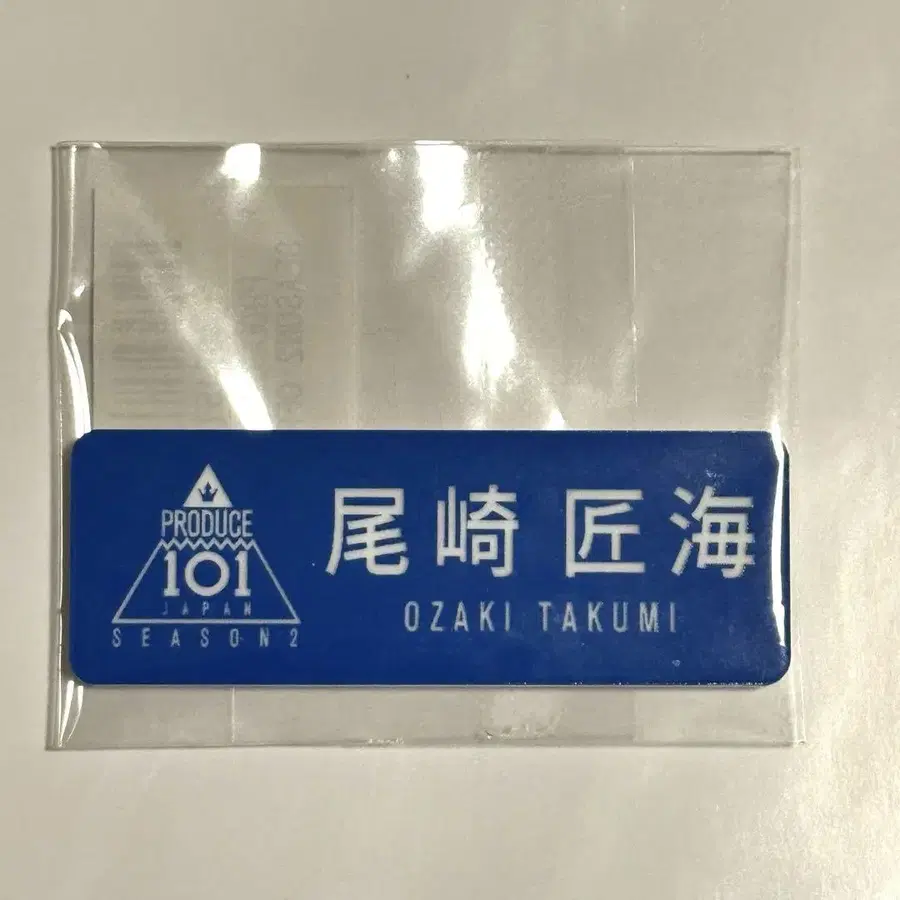 PRODUCE
101
JAPAN
SEASON2
尾崎 匠海
OZAKI TAKUMI